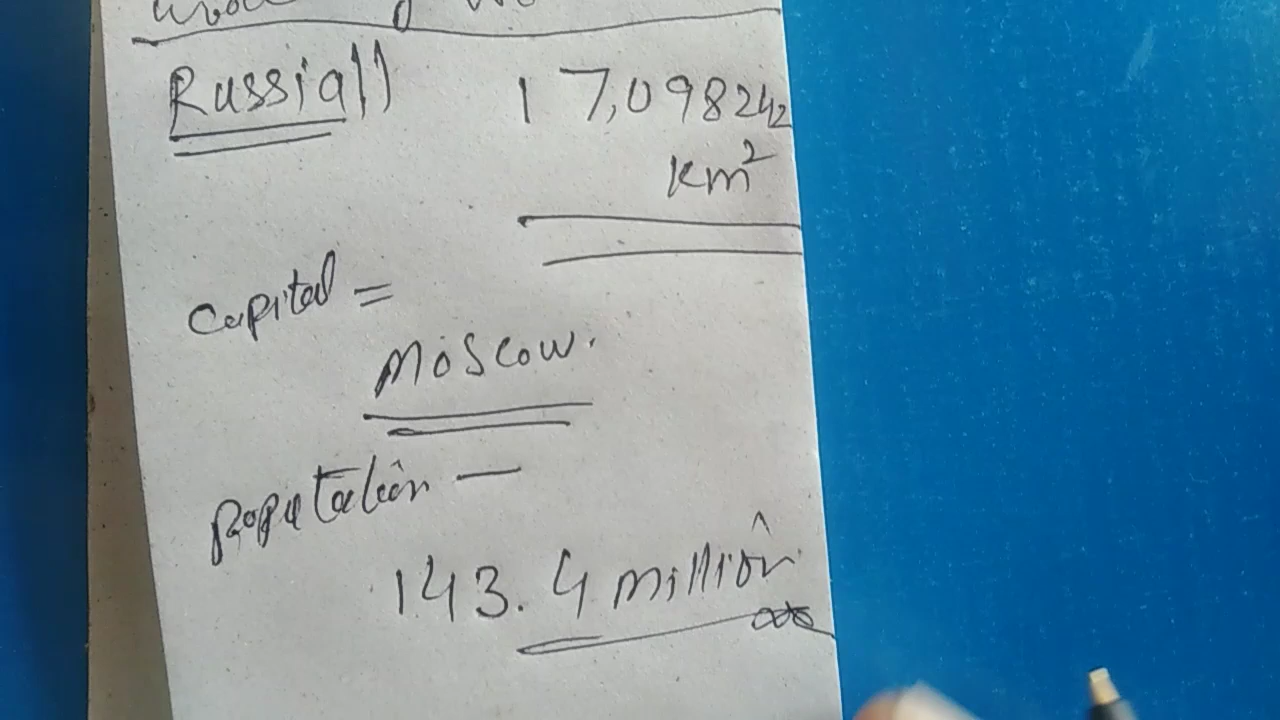 Russia 17,098242
km²
Capital =
Moscow.
Population —
143.4 million